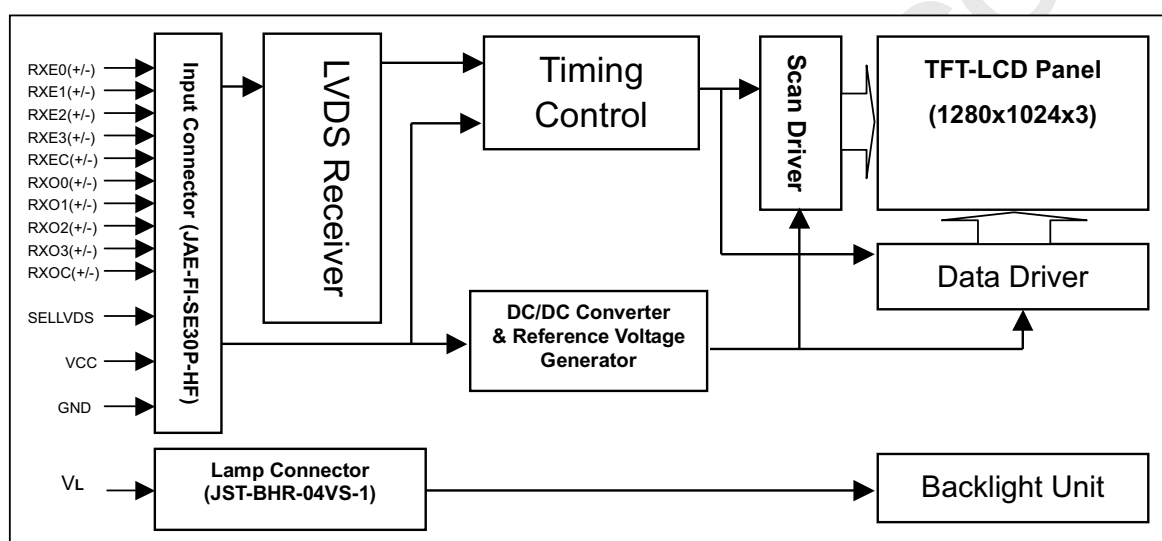 RXE0(+/-)
RXE1(+/-)
RXE2(+/-)
RXE3(+/-)
RXEC(+/-)
RXO0(+/-)
RXO1(+/-)
RXO2(+/-)
RXO3(+/-)
RXOC(+/-)
SELLVDS
VCC
GND
VL
Input Connector (JAE-FI-SE30P-HF)
LVDS Receiver
Timing
Control
Scan Driver
TFT-LCD Panel
(1280x1024x3)
Data Driver
DC/DC Converter
& Reference Voltage
Generator
Lamp Connector
(JST-BHR-04VS-1)
Backlight Unit